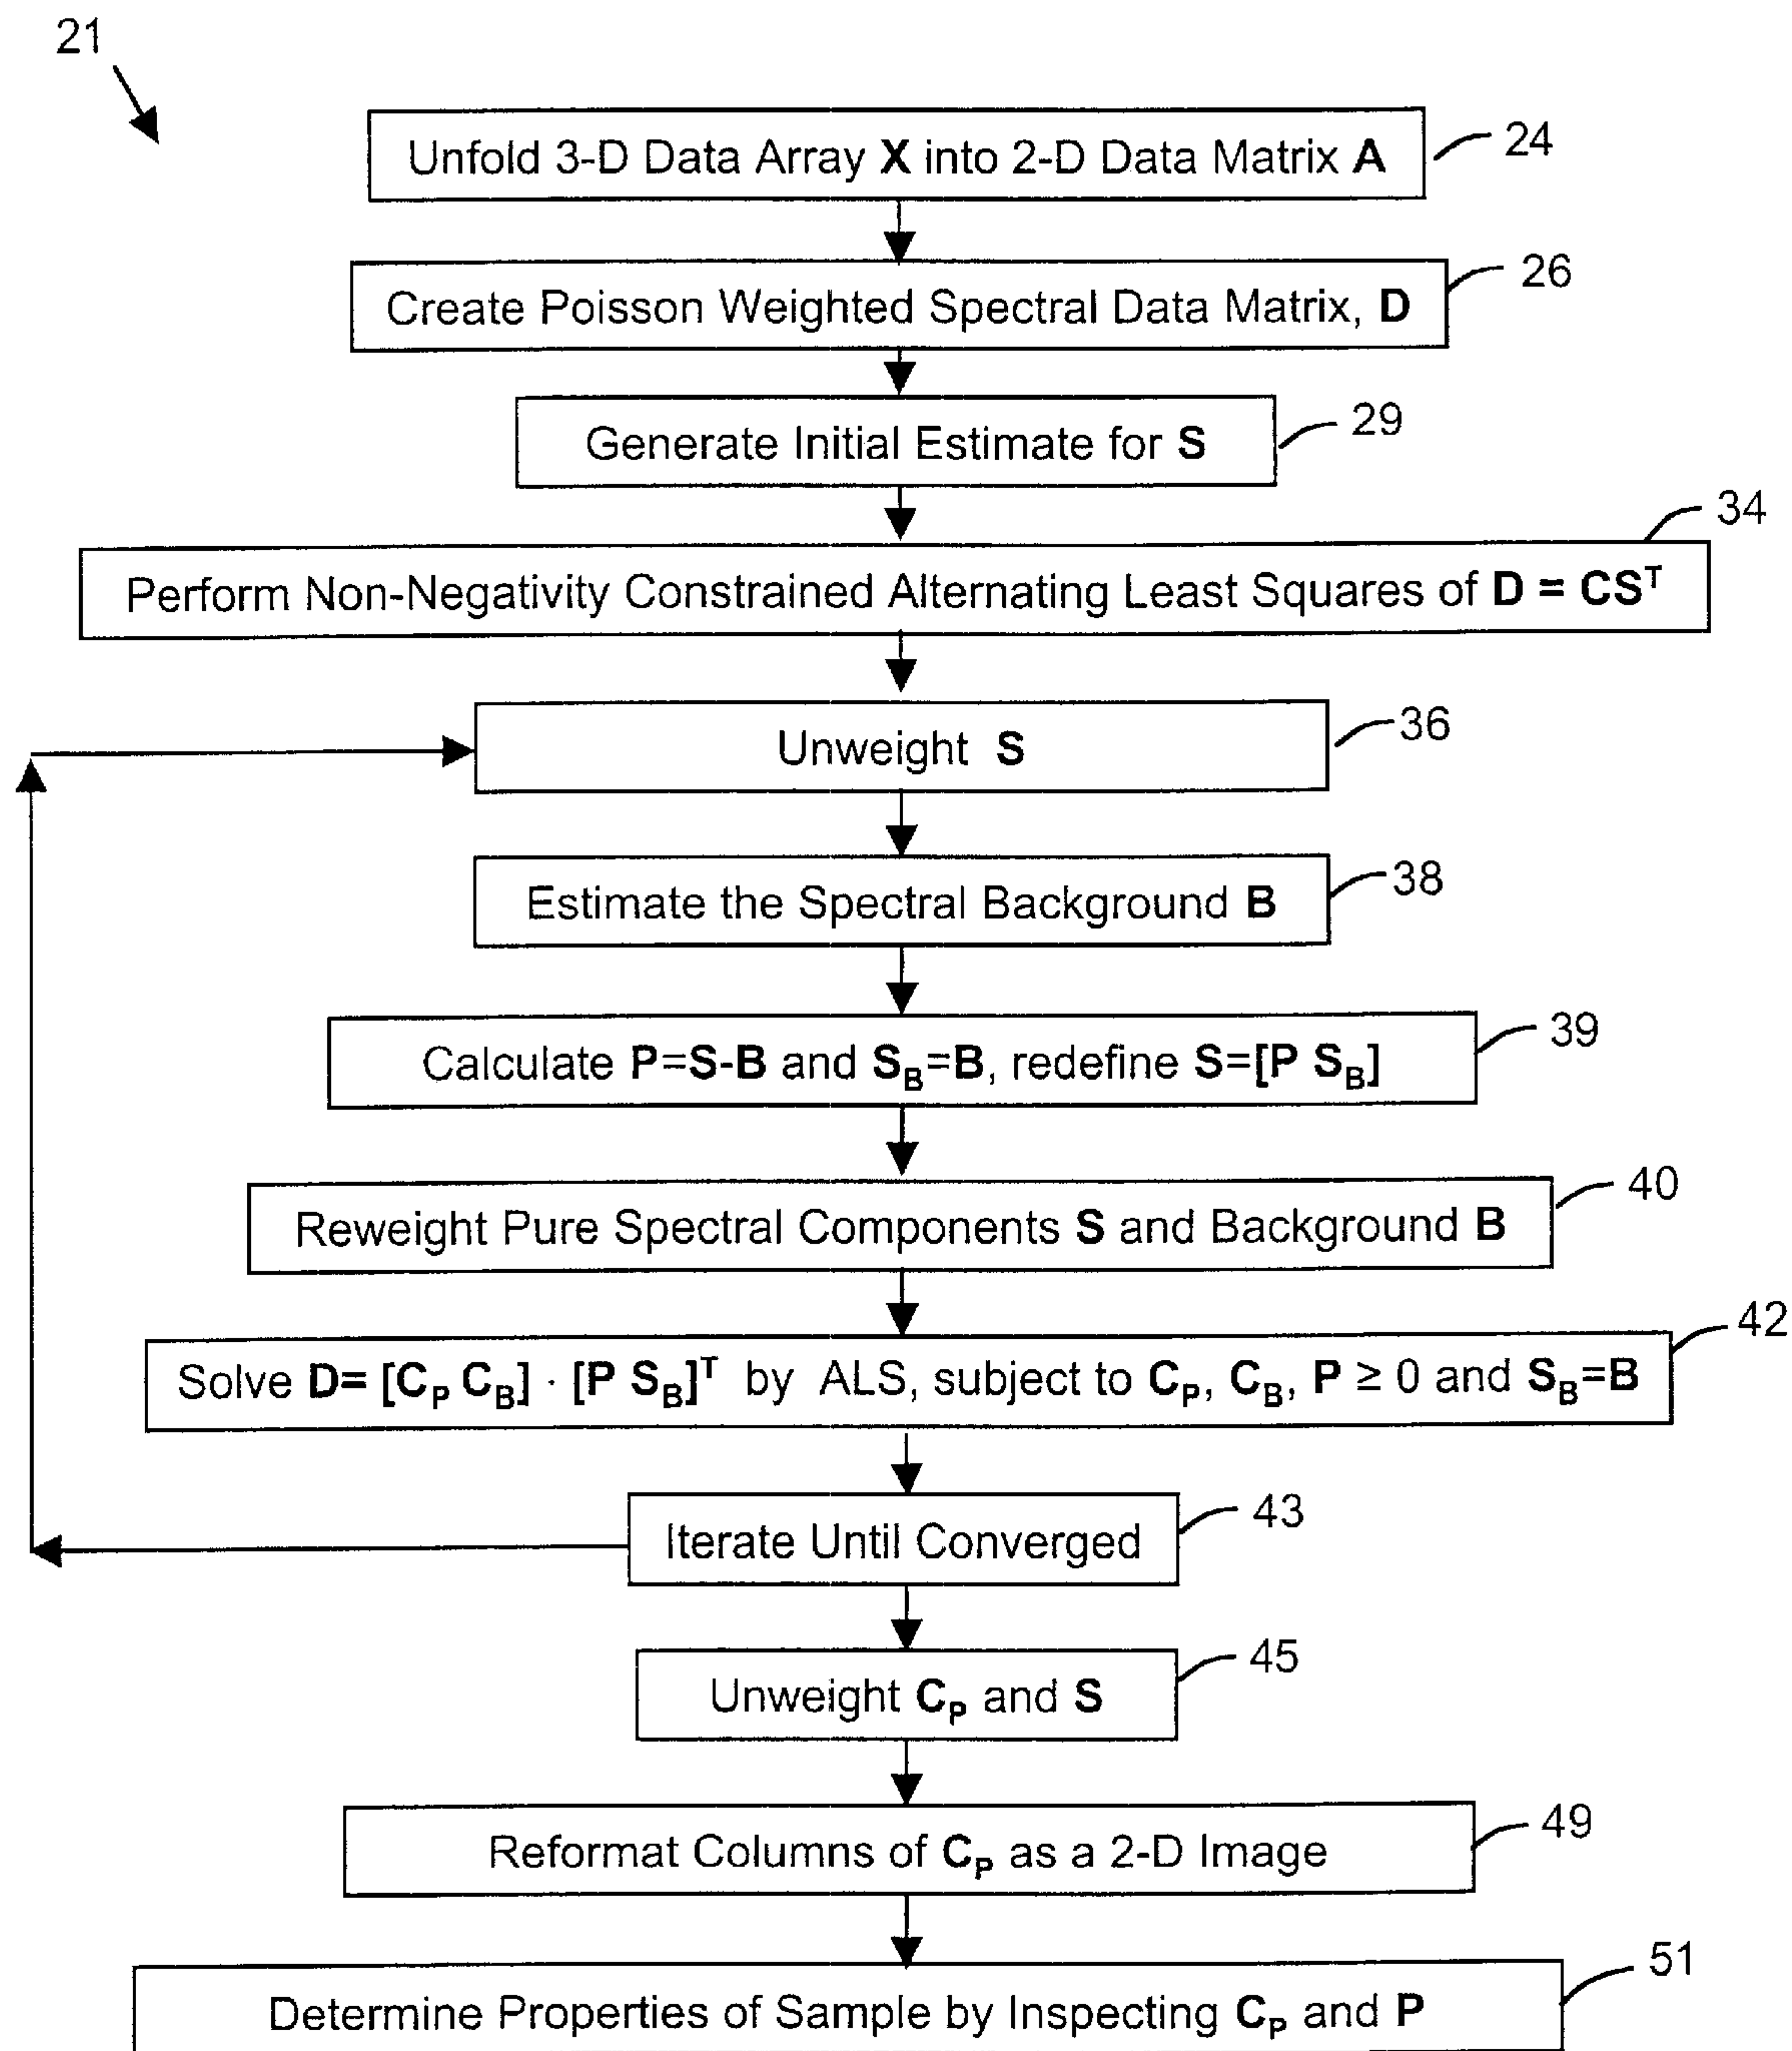 21
Unfold 3-D Data Array X into 2-D Data Matrix A
24
Create Poisson Weighted Spectral Data Matrix, D
26
Generate Initial Estimate for S
29
Perform Non-Negativity Constrained Alternating Least Squares of D = CSᵀ
34
Unweight S
36
Estimate the Spectral Background B
38
Calculate P=S-B and S_B=B, redefine S=[P S_B]
39
Reweight Pure Spectral Components S and Background B
40
Solve D= [C_P C_B] · [P S_B]ᵀ by ALS, subject to C_P, C_B, P ≥ 0 and S_B=B
42
Iterate Until Converged
43
Unweight C_P and S
45
Reformat Columns of C_P as a 2-D Image
49
Determine Properties of Sample by Inspecting C_P and P
51